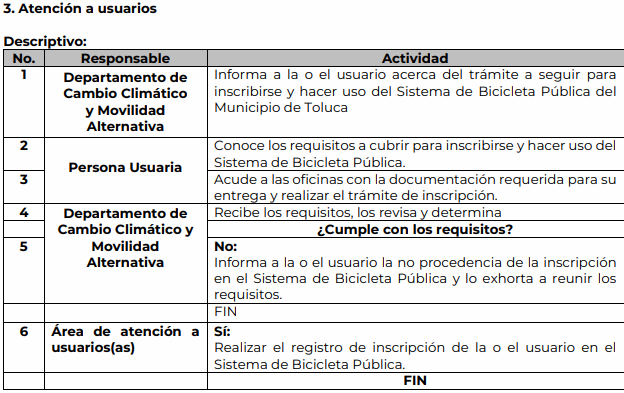 3. Atención a usuarios
Descriptivo:
No. Responsable Actividad
1 Departamento de Cambio Climático y Movilidad Alternativa Informa a la o el usuario acerca del trámite a seguir para
inscribirse y hacer uso del Sistema de Bicicleta Pública del
Municipio de Toluca
2 Persona Usuaria Conoce los requisitos a cubrir para inscribirse y hacer uso del
Sistema de Bicicleta Pública.
3 Acude a las oficinas con la documentación requerida para su
entrega y realizar el trámite de inscripción.
4 Departamento de Cambio Climático y Movilidad Alternativa Recibe los requisitos, los revisa y determina
¿Cumple con los requisitos?
5 No:
Informa a la o el usuario la no procedencia de la inscripción
en el Sistema de Bicicleta Pública y lo exhorta a reunir los
requisitos.
FIN
6 Área de atención a usuarios(as) Sí:
Realizar el registro de inscripción de la o el usuario en el
Sistema de Bicicleta Pública.
FIN